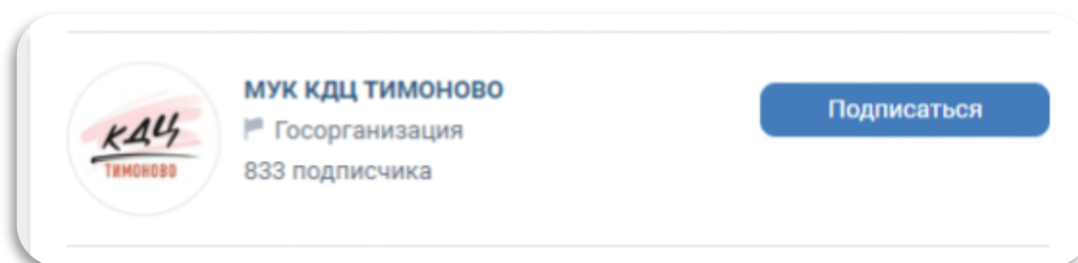 КДЦ
ТИМОНОВО
МУК КДЦ ТИМОНОВО
Госорганизация
833 подписчика
Подписаться